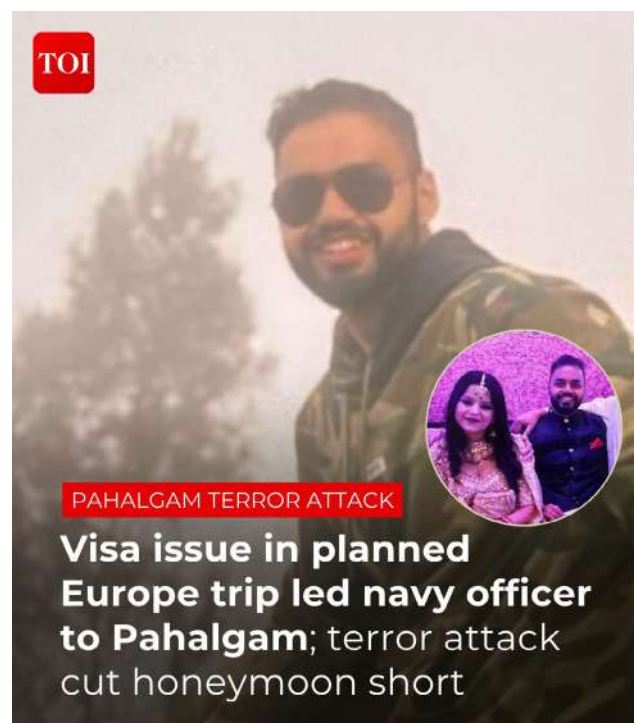 TOI
PAHALGAM TERROR ATTACK
Visa issue in planned
Europe trip led navy officer
to Pahalgam; terror attack
cut honeymoon short